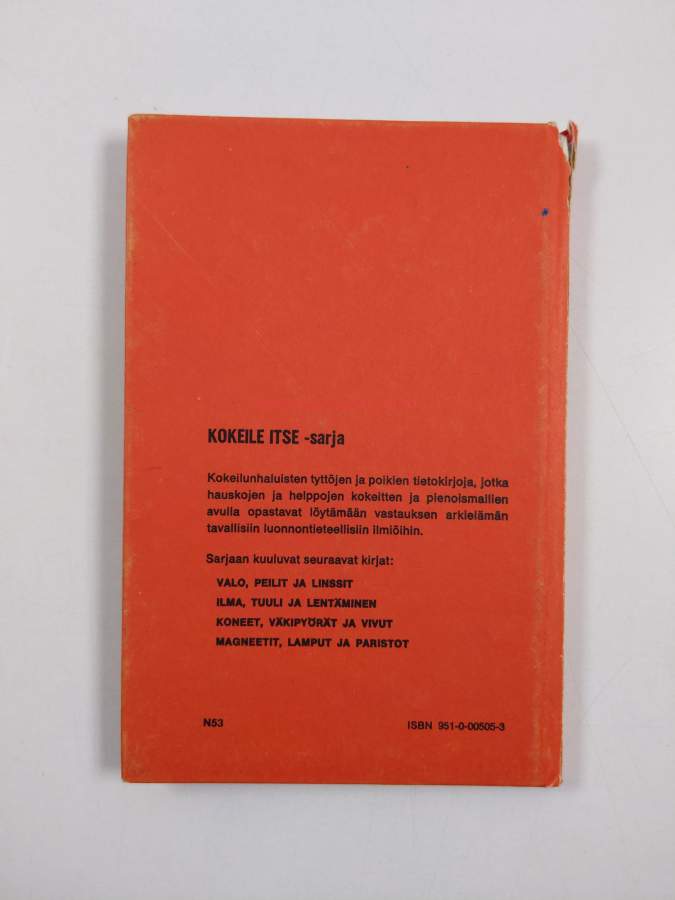 KOKEILE ITSE -sarja
Kokeilunhaluisten tyttöjen ja poikien tietokirjoja, jotka
hauskojen ja helppojen kokeitten ja pienoismallien
avulla opastavat löytämään vastauksen arkielämän
tavallisiin luonnontieteellisiin ilmiöihin.
Sarjaan kuuluvat seuraavat kirjat:
VALO, PEILIT JA LINSSIT
ILMA, TUULI JA LENTÄMINEN
KONEET, VÄKIPYÖRÄT JA VIVUT
MAGNEETIT, LAMPUT JA PARISTOT
N53
ISBN 951-0-00505-3